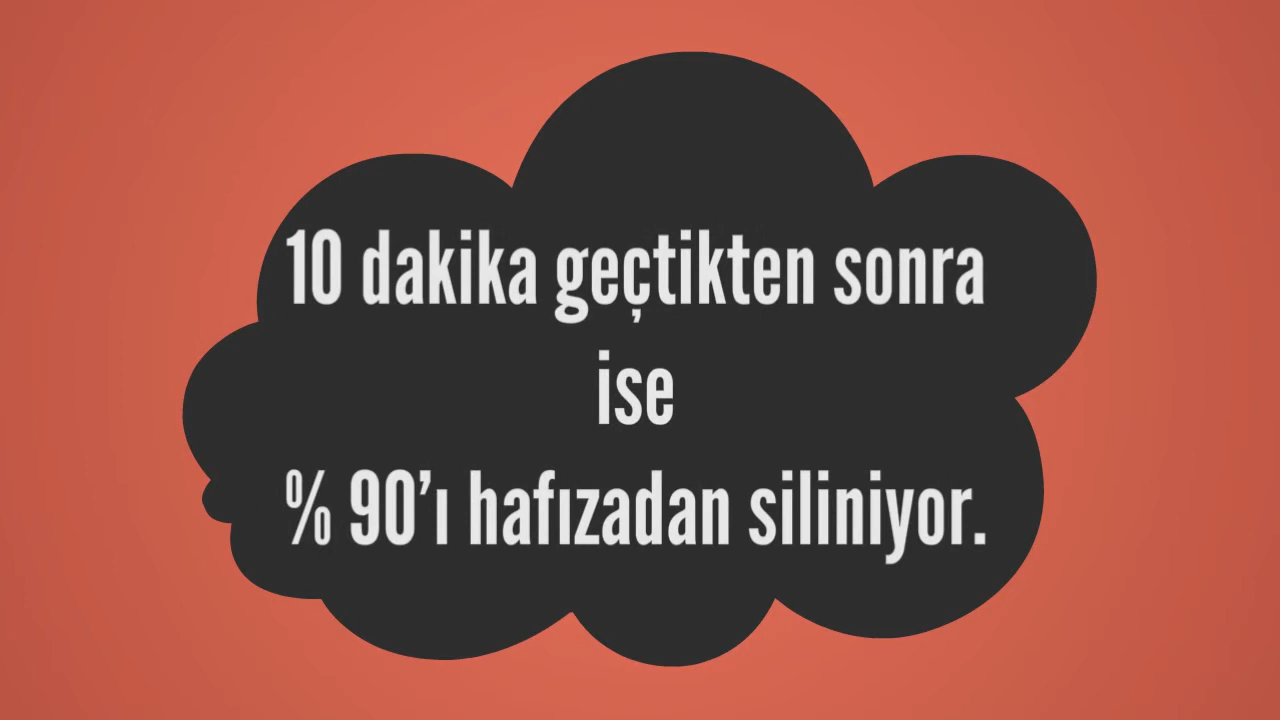 10 dakika geçtikten sonra
ise
% 90’ı hafızadan siliniyor.